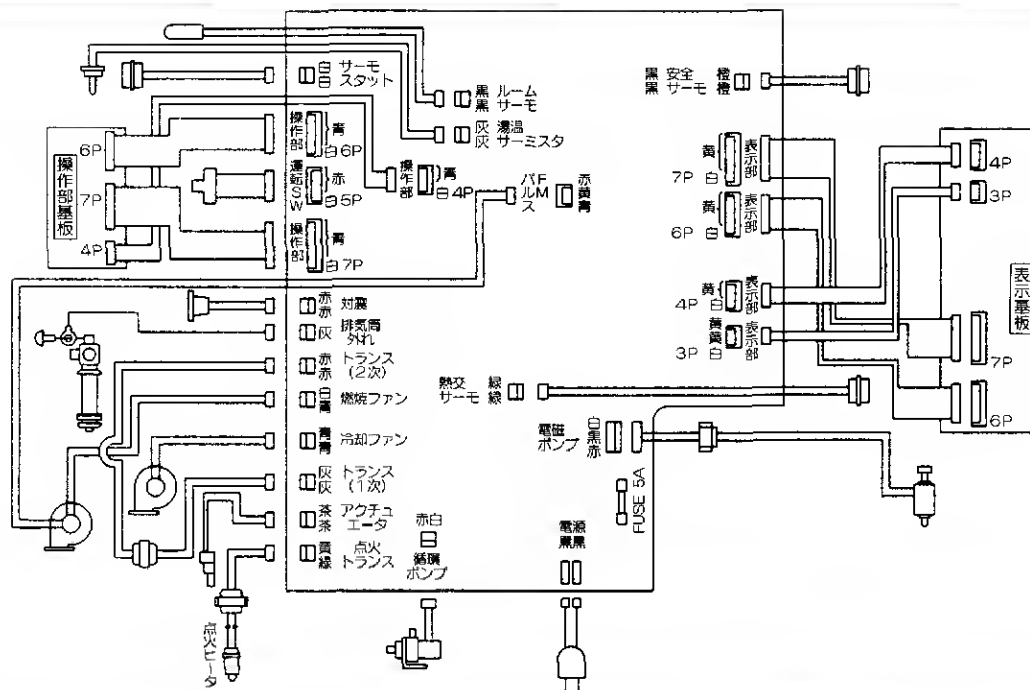 白 サーモ
白 スタット
黒 ルーム
黒 サーモ
灰 湯温
灰 サーミスタ
黒 安全 橙
黒 サーモ 橙
操作部基板
6P
7P
4P
操作部
青
白 6P
運転SW
赤
白 5P
操作部
青
白 7P
操作部
青
白 4P
FM
パルス
赤
黄
青
黄
7P 白
表示部
黄
6P 白
表示部
黄
4P 白
表示部
黄
黄
3P 白
表示部
4P
3P
表示基板
7P
6P
赤 対震
赤
灰 排気筒
外れ
赤 トランス
赤 (2次)
白 燃焼ファン
青
青 冷却ファン
青
灰 トランス
灰 (1次)
茶 アクチュ
茶 エータ
黄 点火
緑 トランス
熱交 緑
サーモ 緑
電磁
ポンプ
白
黒
赤
FUSE 5A
赤白
循環
ポンプ
電源
黒黒
点火ヒータ